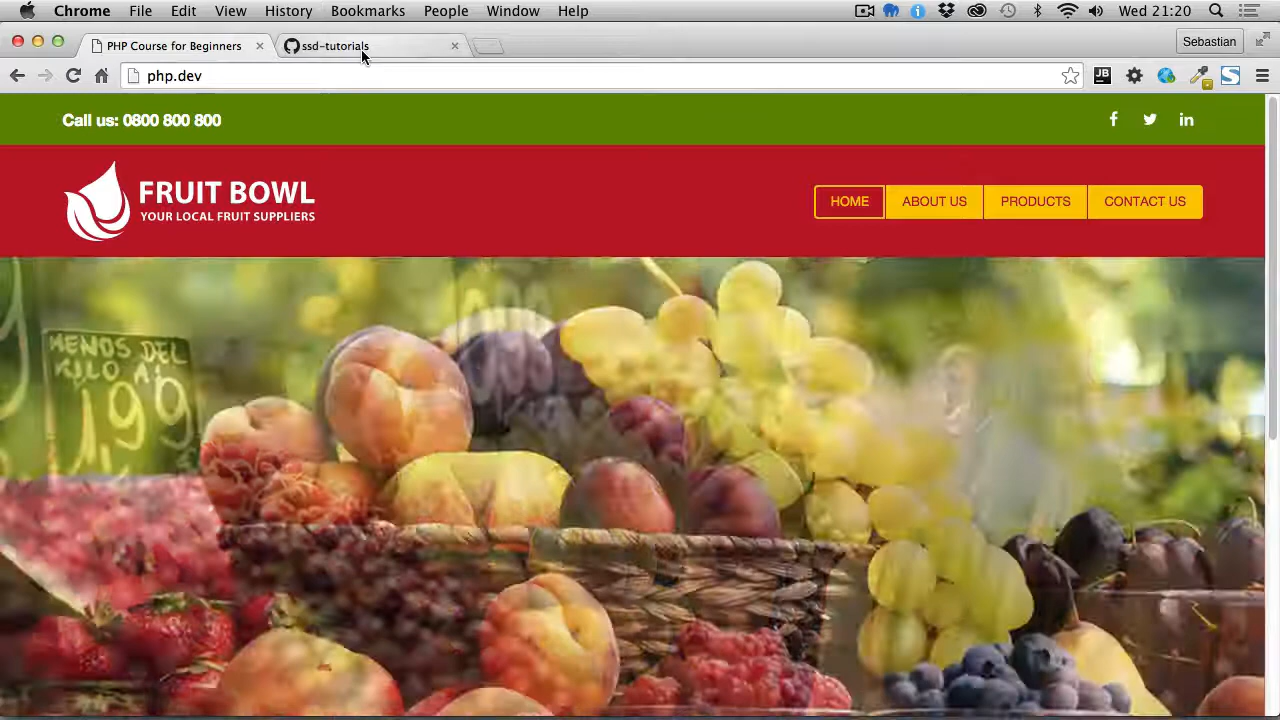 Chrome File Edit View History Bookmarks People Window Help Wed 21:20
PHP Course for Beginners ssd-tutorials Sebastian
php.dev
Call us: 0800 800 800
FRUIT BOWL
YOUR LOCAL FRUIT SUPPLIERS
HOME ABOUT US PRODUCTS CONTACT US
MENOS DEL
KILO A
1,99